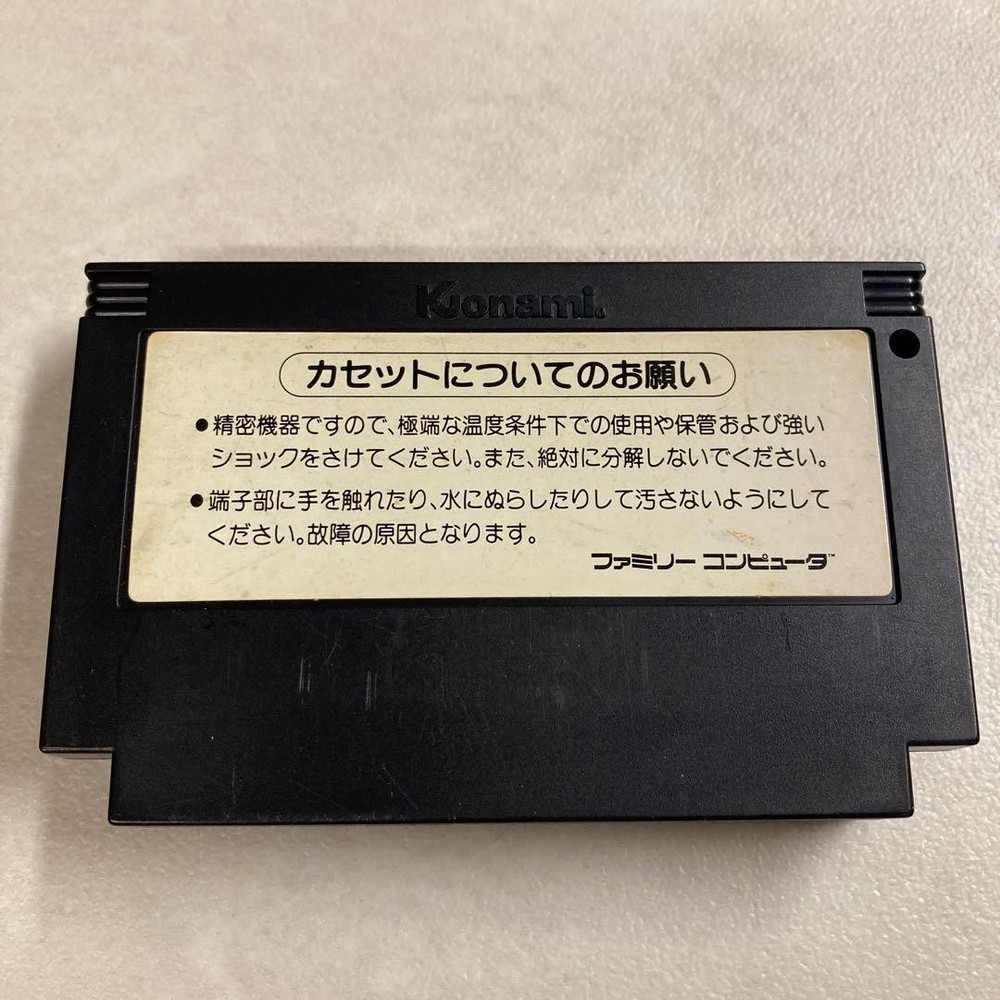 Konami®
カセットについてのお願い
●精密機器ですので、極端な温度条件下での使用や保管および強い
ショックをさけてください。また、絶対に分解しないでください。
●端子部に手を触れたり、水にぬらしたりして汚さないようにして
ください。故障の原因となります。
ファミリー コンピュータ™